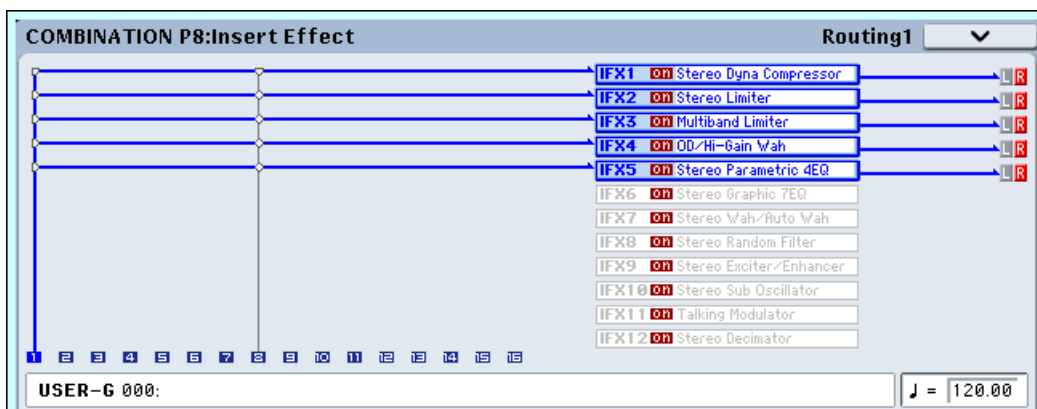 COMBINATION P8:Insert Effect Routing1
IFX1 on Stereo Dyna Compressor L R
IFX2 on Stereo Limiter L R
IFX3 on Multiband Limiter L R
IFX4 on OD/Hi-Gain Wah L R
IFX5 on Stereo Parametric 4EQ L R
IFX6 on Stereo Graphic 7EQ
IFX7 on Stereo Wah/Auto Wah
IFX8 on Stereo Random Filter
IFX9 on Stereo Exciter/Enhancer
IFX10 on Stereo Sub Oscillator
IFX11 on Talking Modulator
IFX12 on Stereo Decimator
1 2 3 4 5 6 7 8 9 10 11 12 13 14 15 16
USER-G 000: ♩ = 120.00